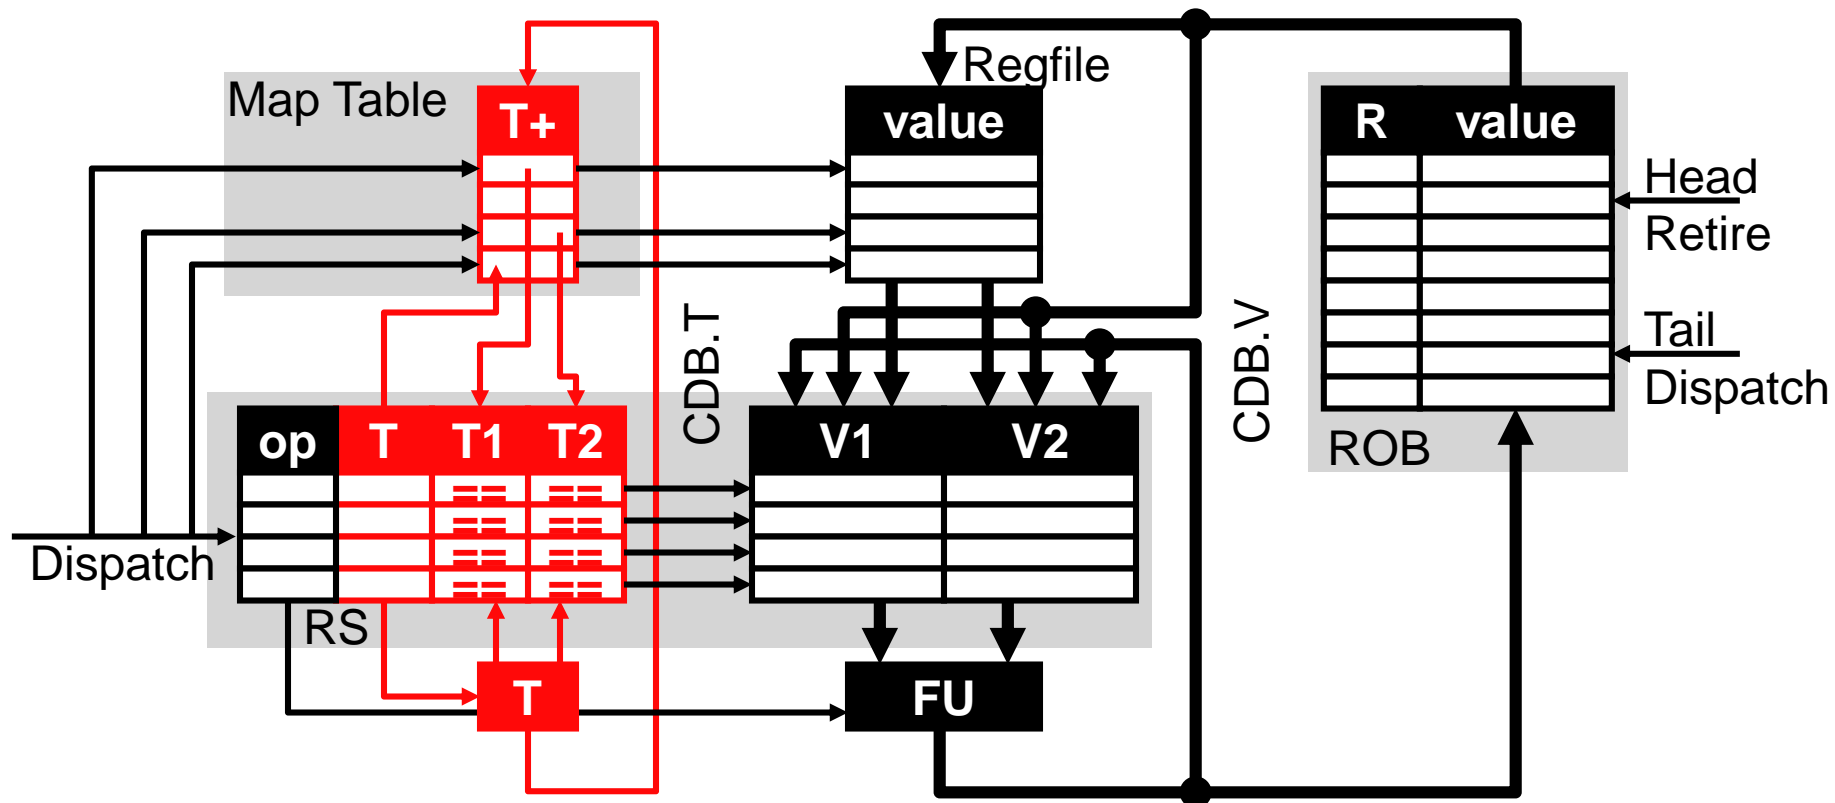 Regfile
Map Table
T+
value
R value
Head
Retire
CDB.T
CDB.V
Tail
Dispatch
op T T1 T2
V1 V2
ROB
== ==
== ==
== ==
== ==
Dispatch
RS
T
FU